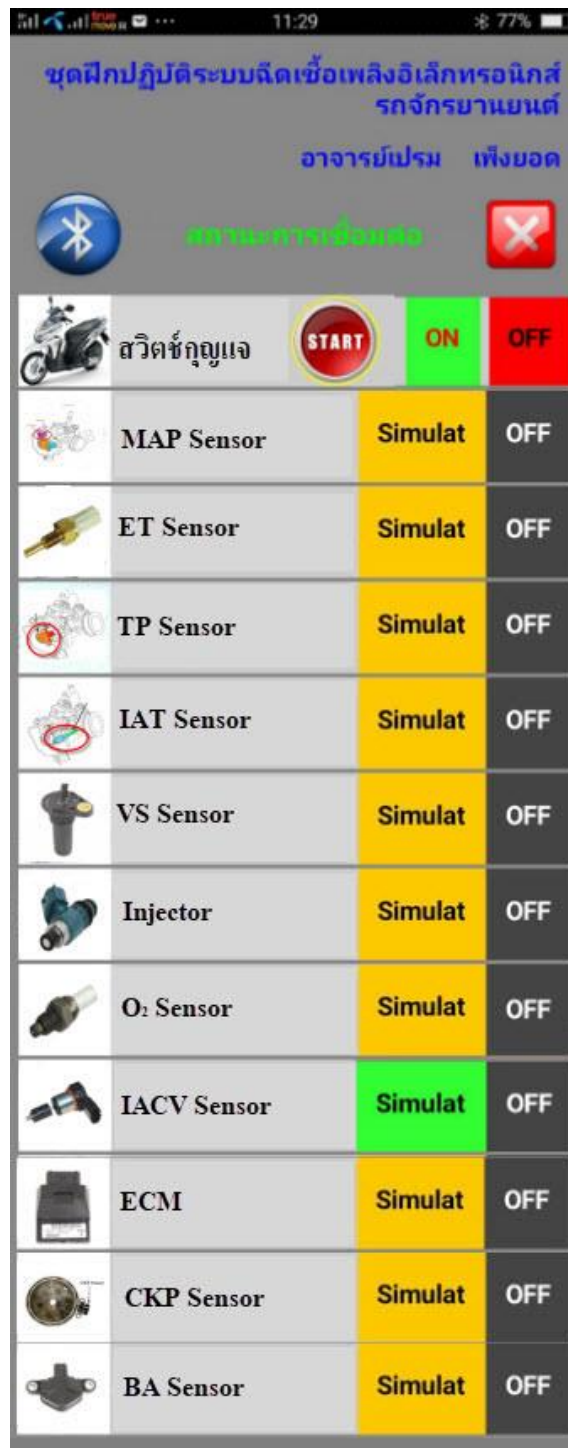 11:29 77%
ชุดฝึกปฏิบัติระบบฉีดเชื้อเพลิงอิเล็กทรอนิกส์
รถจักรยานยนต์
อาจารย์เปรม เพ็งยอด
สถานะการเชื่อมต่อ
สวิตช์กุญแจ START ON OFF
MAP Sensor Simulat OFF
ET Sensor Simulat OFF
TP Sensor Simulat OFF
IAT Sensor Simulat OFF
VS Sensor Simulat OFF
Injector Simulat OFF
O₂ Sensor Simulat OFF
IACV Sensor Simulat OFF
ECM Simulat OFF
CKP Sensor Simulat OFF
BA Sensor Simulat OFF